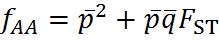 f_AA = p̄² + p̄q̄F_ST